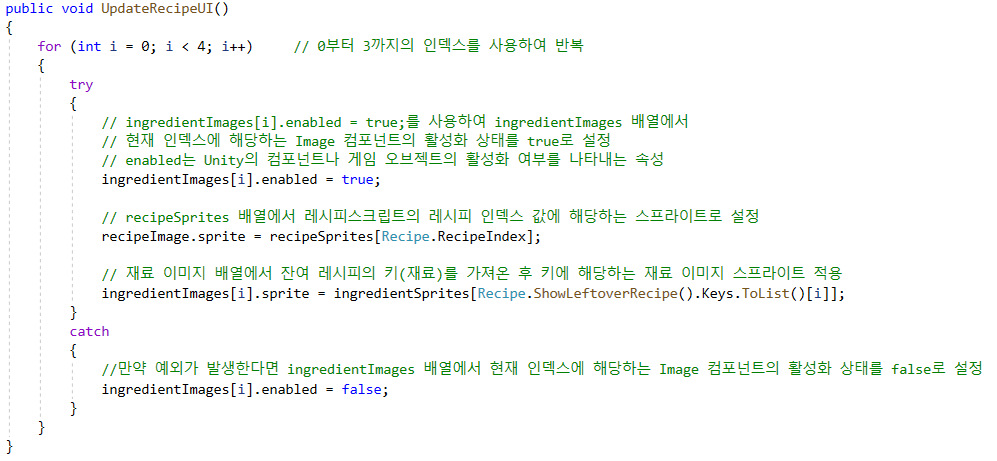 public void UpdateRecipeUI()
{
    for (int i = 0; i < 4; i++)     // 0부터 3까지의 인덱스를 사용하여 반복
    {
        try
        {
            // ingredientImages[i].enabled = true;를 사용하여 ingredientImages 배열에서
            // 현재 인덱스에 해당하는 Image 컴포넌트의 활성화 상태를 true로 설정
            // enabled는 Unity의 컴포넌트나 게임 오브젝트의 활성화 여부를 나타내는 속성
            ingredientImages[i].enabled = true;

            // recipeSprites 배열에서 레시피스크립트의 레시피 인덱스 값에 해당하는 스프라이트로 설정
            recipeImage.sprite = recipeSprites[Recipe.RecipeIndex];

            // 재료 이미지 배열에서 잔여 레시피의 키(재료)를 가져온 후 키에 해당하는 재료 이미지 스프라이트 적용
            ingredientImages[i].sprite = ingredientSprites[Recipe.ShowLeftoverRecipe().Keys.ToList()[i]];
        }
        catch
        {
            //만약 예외가 발생한다면 ingredientImages 배열에서 현재 인덱스에 해당하는 Image 컴포넌트의 활성화 상태를 false로 설정
            ingredientImages[i].enabled = false;
        }
    }
}